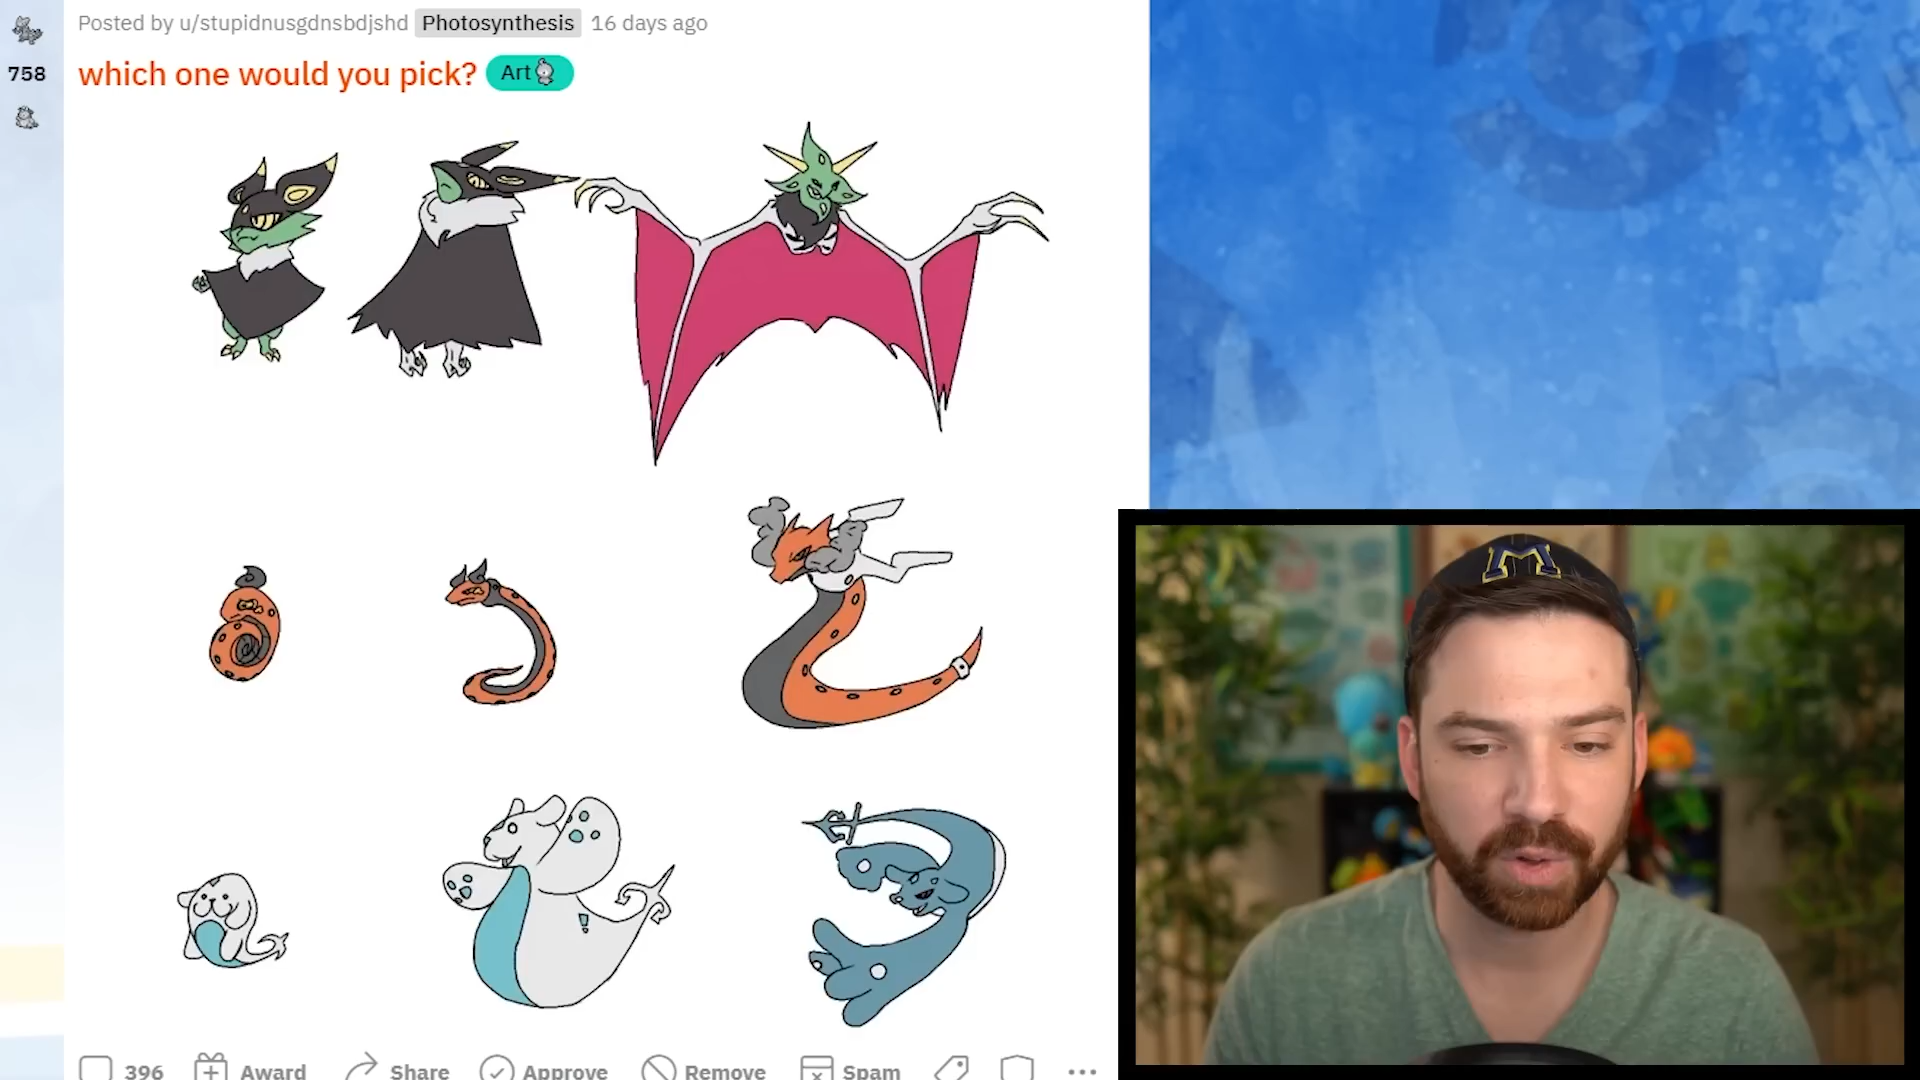 Posted by u/stupidnusgdnsbdjshd Photosynthesis 16 days ago
758
which one would you pick? Art
396 Award Share Approve Remove Spam
M